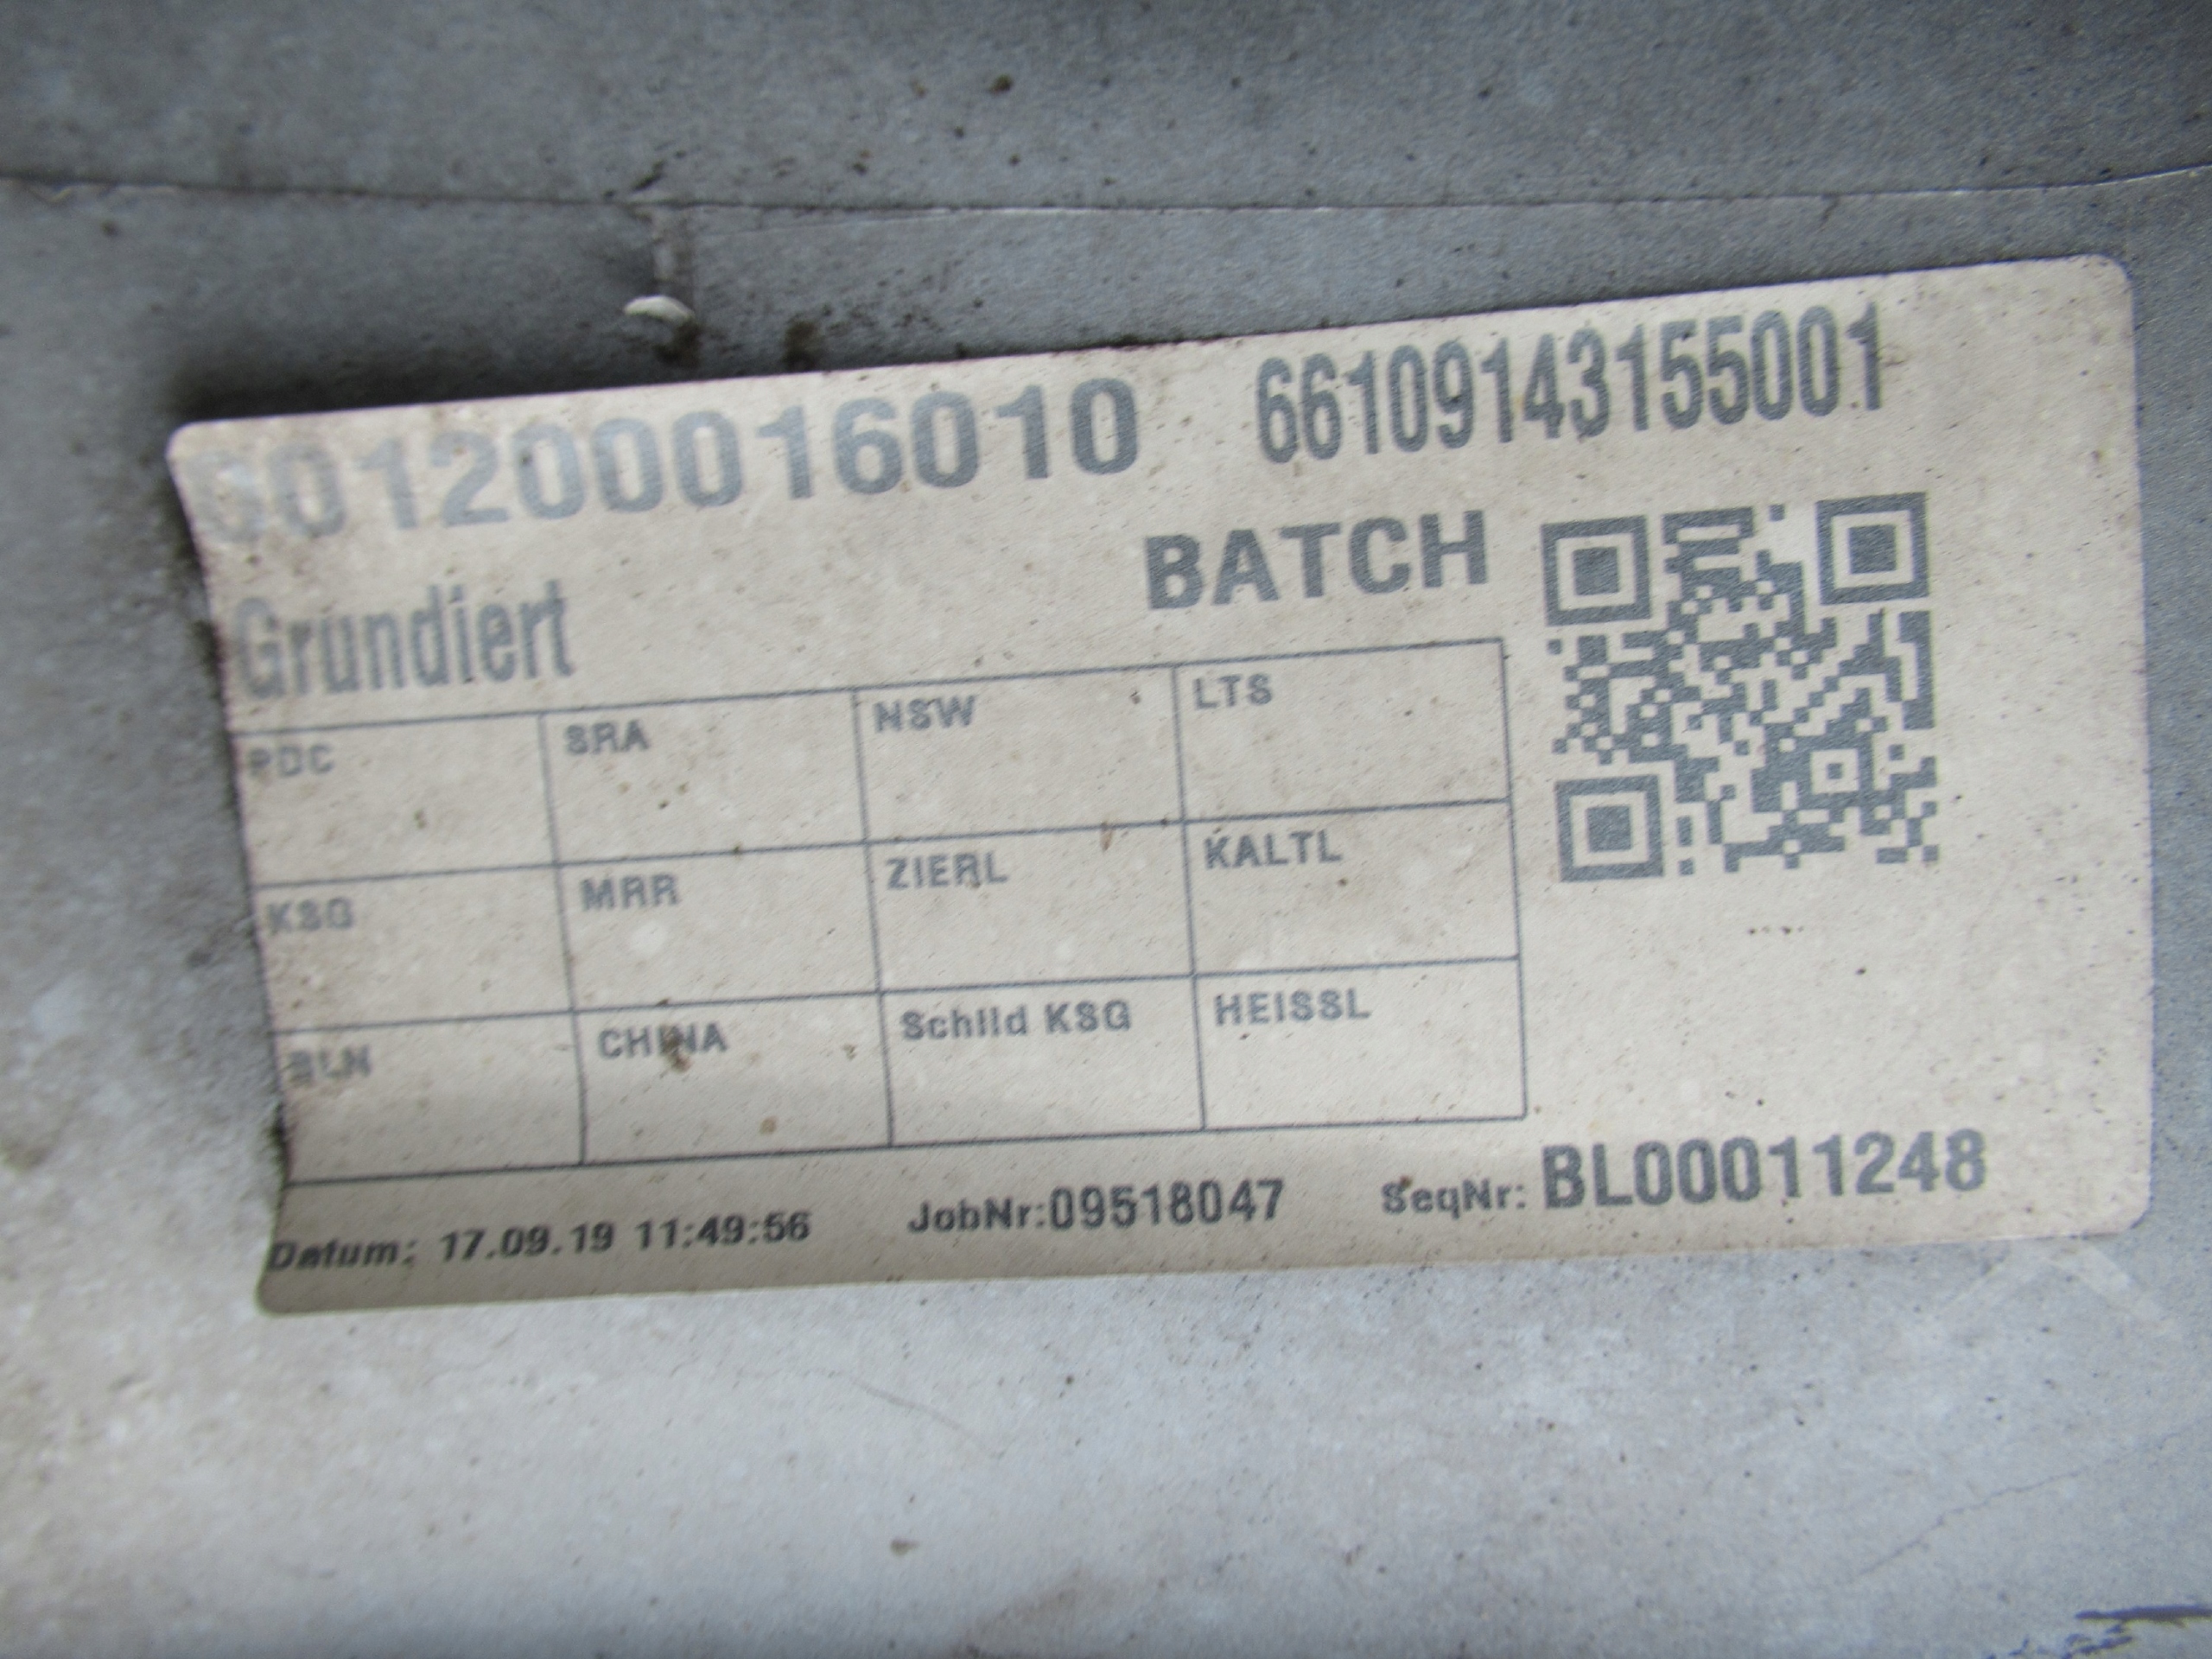 001200016010 66109143155001
Grundiert BATCH
PDC SRA NSW LTS
KSG MRR ZIERL KALTL
BLN CHINA Schild KSG HEISSL
Datum: 17.09.19 11:49:56 JobNr:09518047 SeqNr: BL00011248